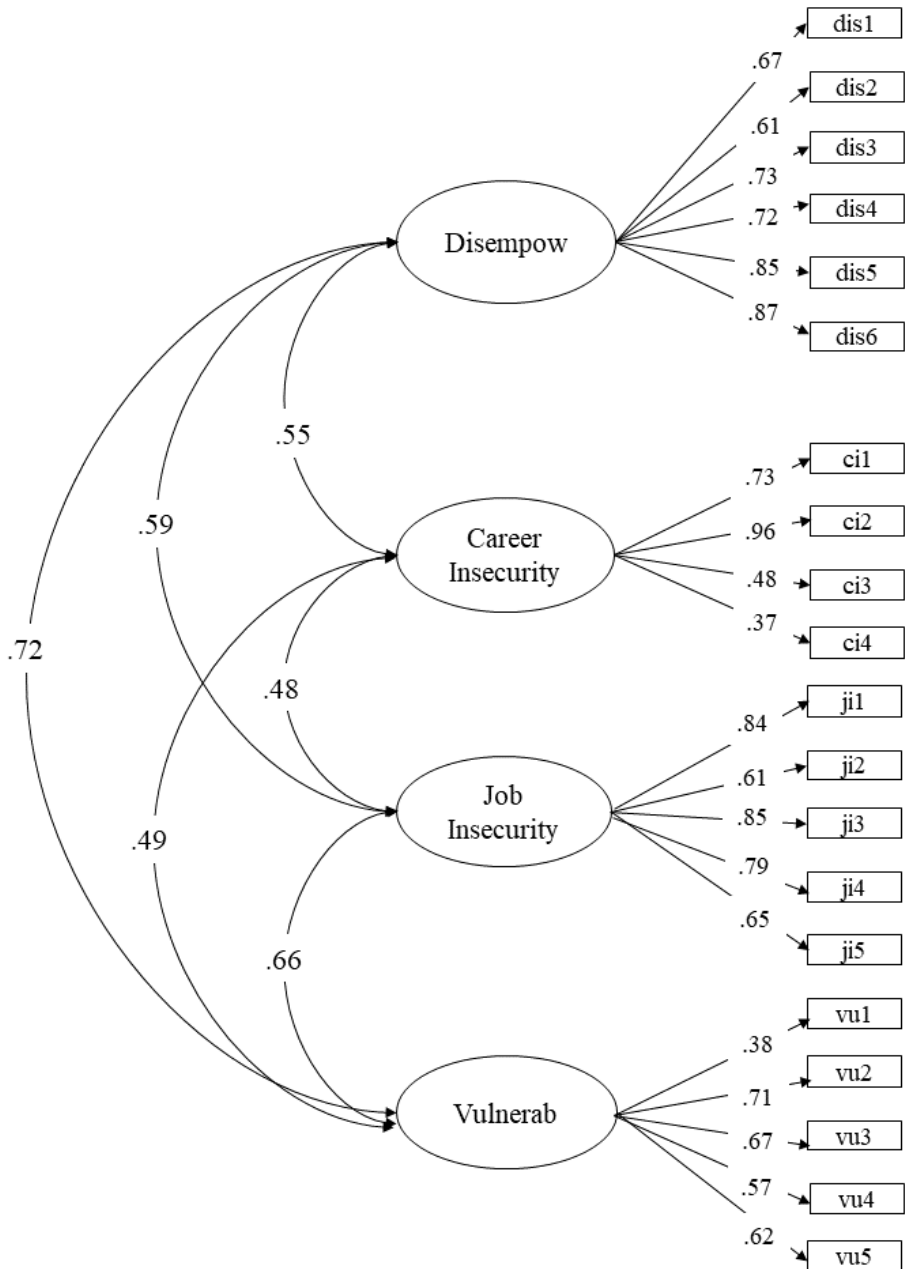 dis1
.67
dis2
.61
dis3
.73
dis4
.72
Disempow
.85
dis5
.87
dis6
.55
ci1
.73
.96
ci2
.59
Career
Insecurity
.48
ci3
.37
ci4
.72
.48
ji1
.84
.61
ji2
Job
Insecurity
.85
ji3
.49
.79
ji4
.65
ji5
.66
vu1
.38
vu2
.71
Vulnerab
.67
vu3
.57
vu4
.62
vu5